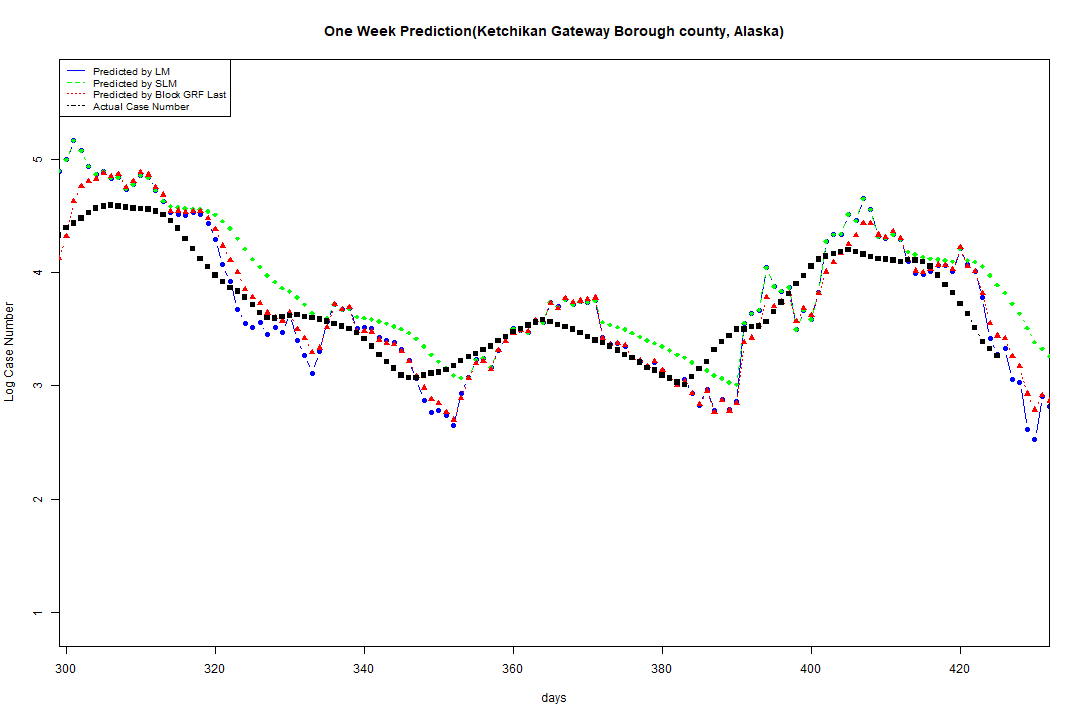 One Week Prediction(Ketchikan Gateway Borough county, Alaska)
Predicted by LM
Predicted by SLM
Predicted by Block GRF Last
Actual Case Number
Log Case Number
5
4
3
2
1
300 320 340 360 380 400 420
days